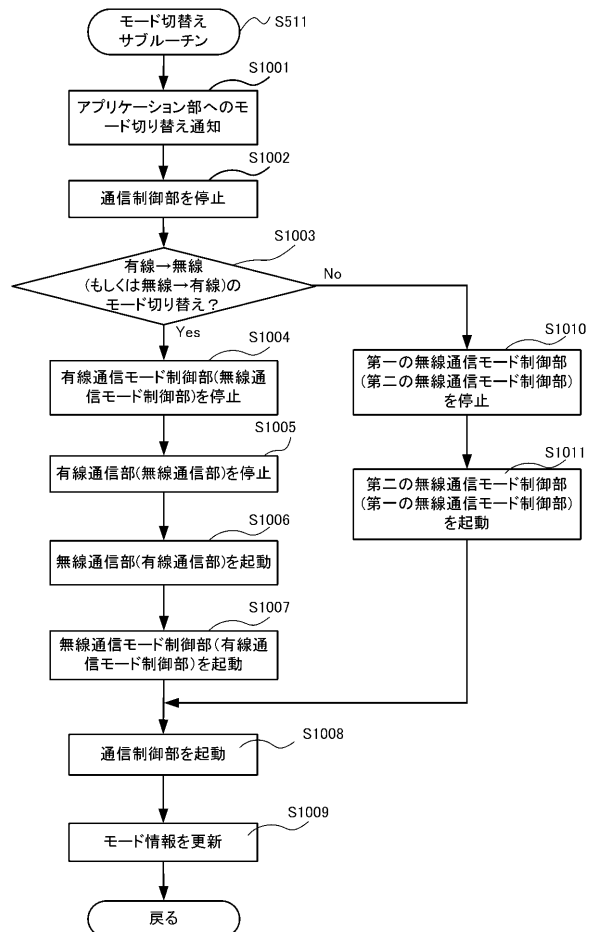 モード切替え
サブルーチン
S511
S1001
アプリケーション部へのモ
ード切り替え通知
S1002
通信制御部を停止
S1003
有線→無線
(もしくは無線→有線)の
モード切り替え？
No
Yes
S1004
有線通信モード制御部(無線通
信モード制御部)を停止
S1005
有線通信部(無線通信部)を停止
S1006
無線通信部(有線通信部)を起動
S1007
無線通信モード制御部(有線通
信モード制御部)を起動
S1010
第一の無線通信モード制御部
(第二の無線通信モード制御部)
を停止
S1011
第二の無線通信モード制御部
(第一の無線通信モード制御部)
を起動
通信制御部を起動
S1008
S1009
モード情報を更新
戻る